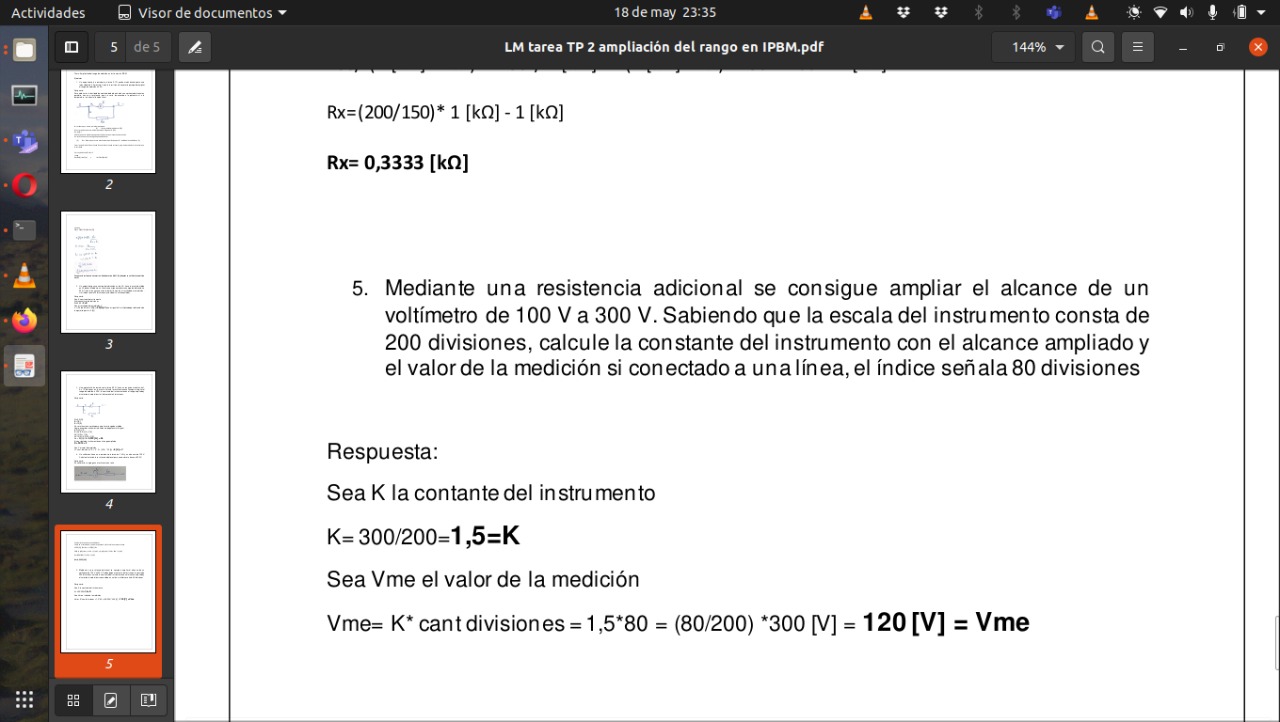 Actividades
Visor de documentos
18 de may 23:35
5
de 5
LM tarea TP 2 ampliación del rango en IPBM.pdf
144%
2
3
4
5
Rx=(200/150)* 1 [kΩ] - 1 [kΩ]
Rx= 0,3333 [kΩ]
5. Mediante una resistencia adicional se consigue ampliar el alcance de un
voltímetro de 100 V a 300 V. Sabiendo que la escala del instrumento consta de
200 divisiones, calcule la constante del instrumento con el alcance ampliado y
el valor de la medición si conectado a una línea, el índice señala 80 divisiones
Respuesta:
Sea K la contante del instrumento
K= 300/200=1,5=K
Sea Vme el valor de la medición
Vme= K* cant divisiones = 1,5*80 = (80/200) *300 [V] = 120 [V] = Vme